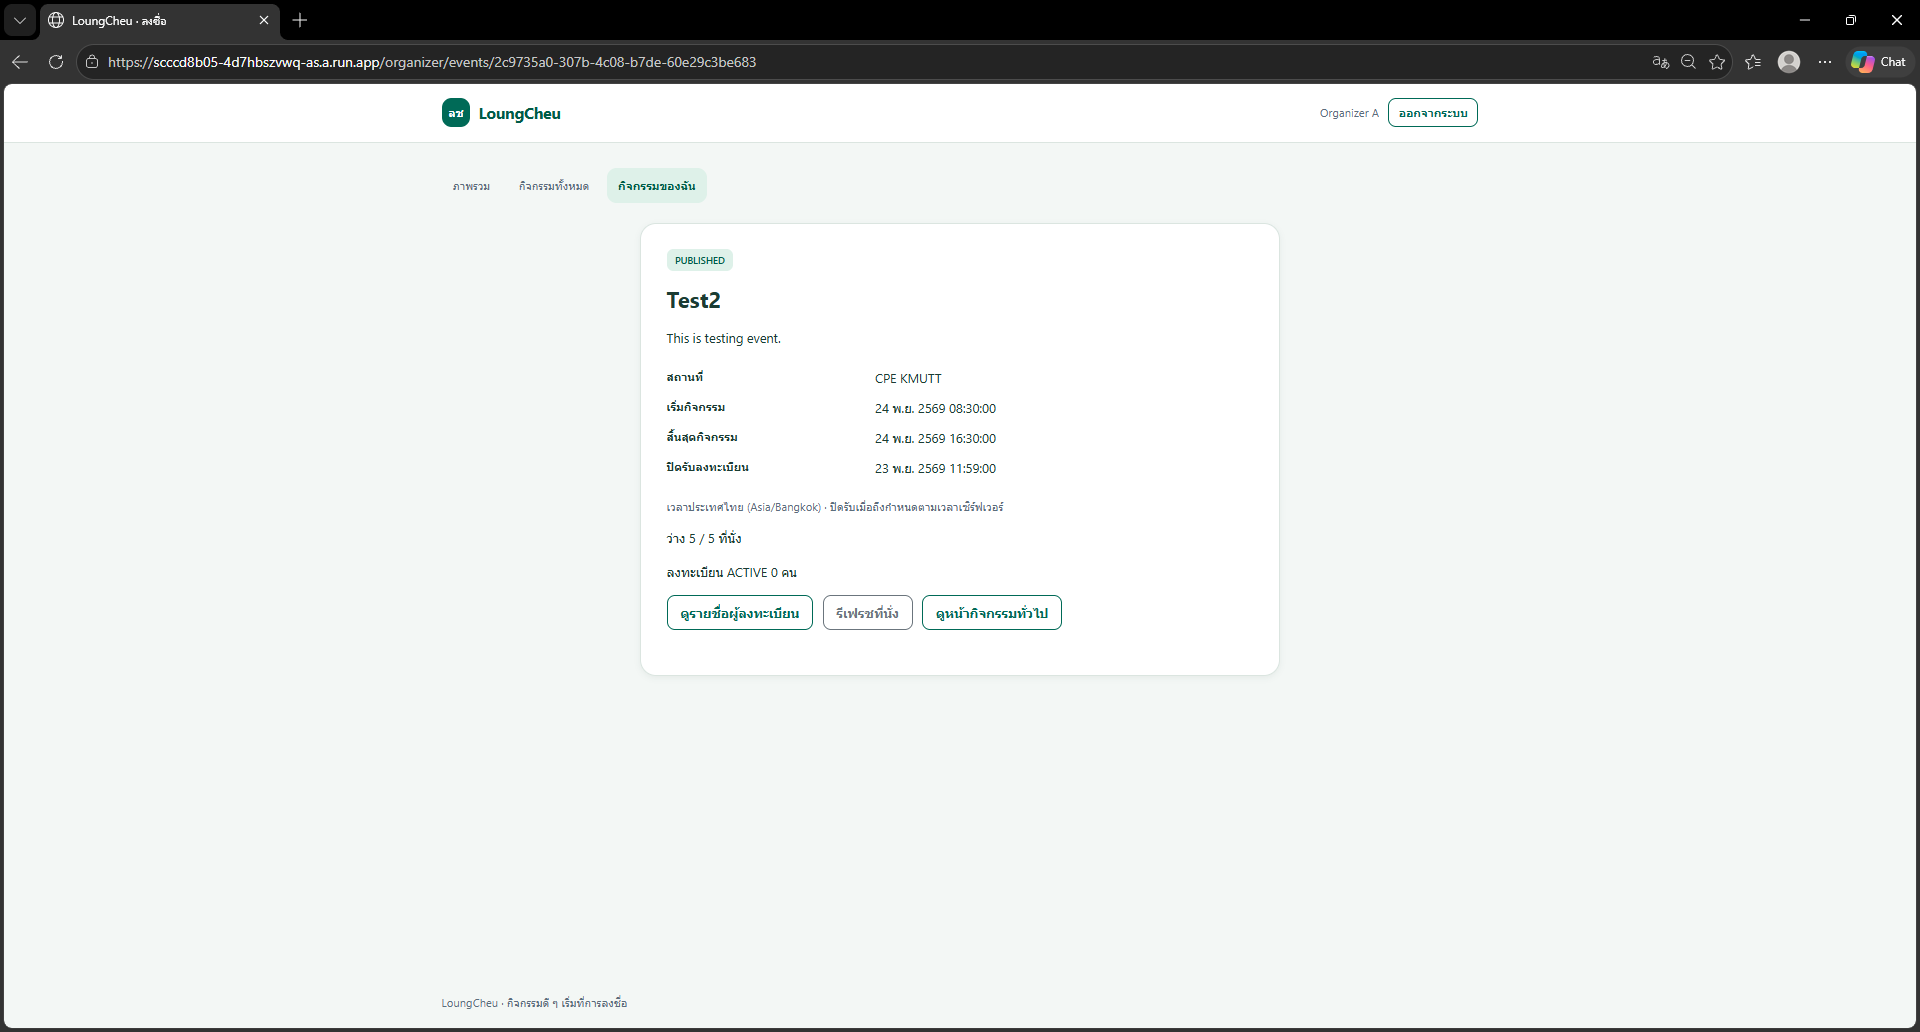 LoungCheu · ลงชื่อ
https://scccd8b05-4d7hbszvwq-as.a.run.app/organizer/events/2c9735a0-307b-4c08-b7de-60e29c3be683
Chat
ลช LoungCheu
Organizer A ออกจากระบบ
ภาพรวม กิจกรรมทั้งหมด กิจกรรมของฉัน
PUBLISHED
Test2
This is testing event.
สถานที่ CPE KMUTT
เริ่มกิจกรรม 24 พ.ย. 2569 08:30:00
สิ้นสุดกิจกรรม 24 พ.ย. 2569 16:30:00
ปิดรับลงทะเบียน 23 พ.ย. 2569 11:59:00
เวลาประเทศไทย (Asia/Bangkok) · ปิดรับเมื่อถึงกำหนดตามเวลาเซิร์ฟเวอร์
ว่าง 5 / 5 ที่นั่ง
ลงทะเบียน ACTIVE 0 คน
ดูรายชื่อผู้ลงทะเบียน รีเฟรชที่นั่ง ดูหน้ากิจกรรมทั่วไป
LoungCheu · กิจกรรมดี ๆ เริ่มที่การลงชื่อ